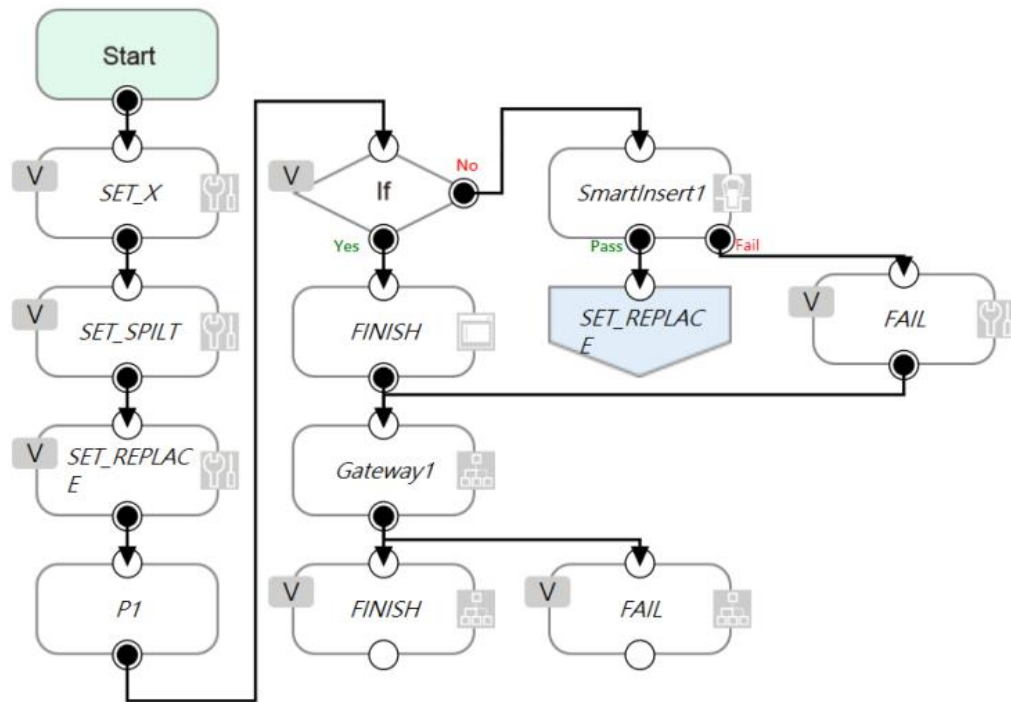 Start
V
SET_X
V
SET_SPILT
V
SET_REPLAC
E
P1
V
If
No
Yes
FINISH
Gateway1
V
FINISH
SmartInsert1
Pass
Fail
SET_REPLAC
E
V
FAIL
V
FAIL